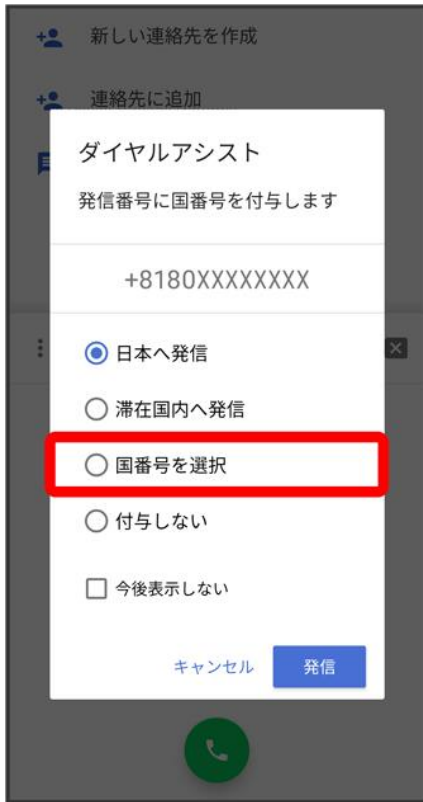 新しい連絡先を作成
連絡先に追加
ダイヤルアシスト
発信番号に国番号を付与します
+8180XXXXXXXX
日本へ発信
滞在国内へ発信
国番号を選択
付与しない
今後表示しない
キャンセル
発信